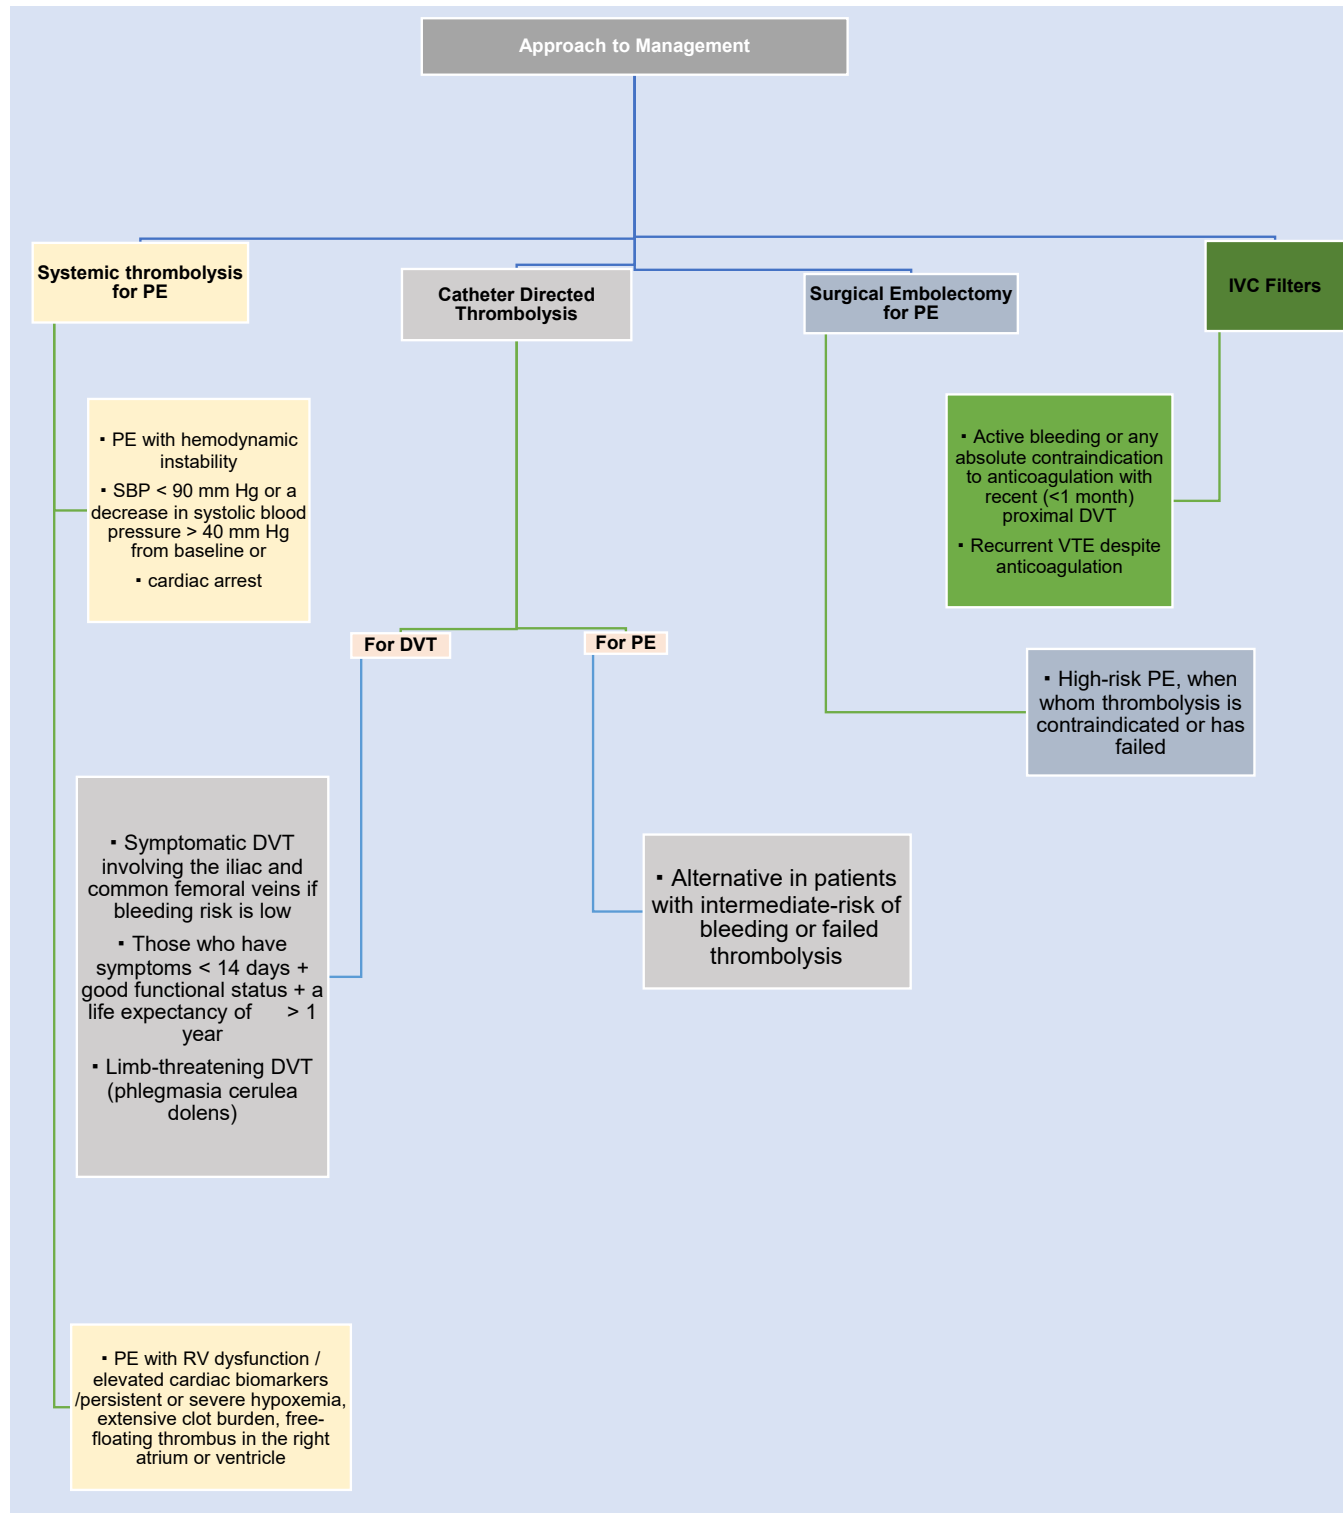 Approach to Management
Systemic thrombolysis
for PE
Catheter Directed
Thrombolysis
Surgical Embolectomy
for PE
IVC Filters
▪ PE with hemodynamic
instability
▪ SBP < 90 mm Hg or a
decrease in systolic blood
pressure > 40 mm Hg
from baseline or
▪ cardiac arrest
▪ Active bleeding or any
absolute contraindication
to anticoagulation with
recent (<1 month)
proximal DVT
▪ Recurrent VTE despite
anticoagulation
For DVT
For PE
▪ High-risk PE, when
whom thrombolysis is
contraindicated or has
failed
▪ Symptomatic DVT
involving the iliac and
common femoral veins if
bleeding risk is low
▪ Those who have
symptoms < 14 days +
good functional status + a
life expectancy of > 1
year
▪ Limb-threatening DVT
(phlegmasia cerulea
dolens)
▪ Alternative in patients
with intermediate-risk of
bleeding or failed
thrombolysis
▪ PE with RV dysfunction /
elevated cardiac biomarkers
/persistent or severe hypoxemia,
extensive clot burden, free-
floating thrombus in the right
atrium or ventricle